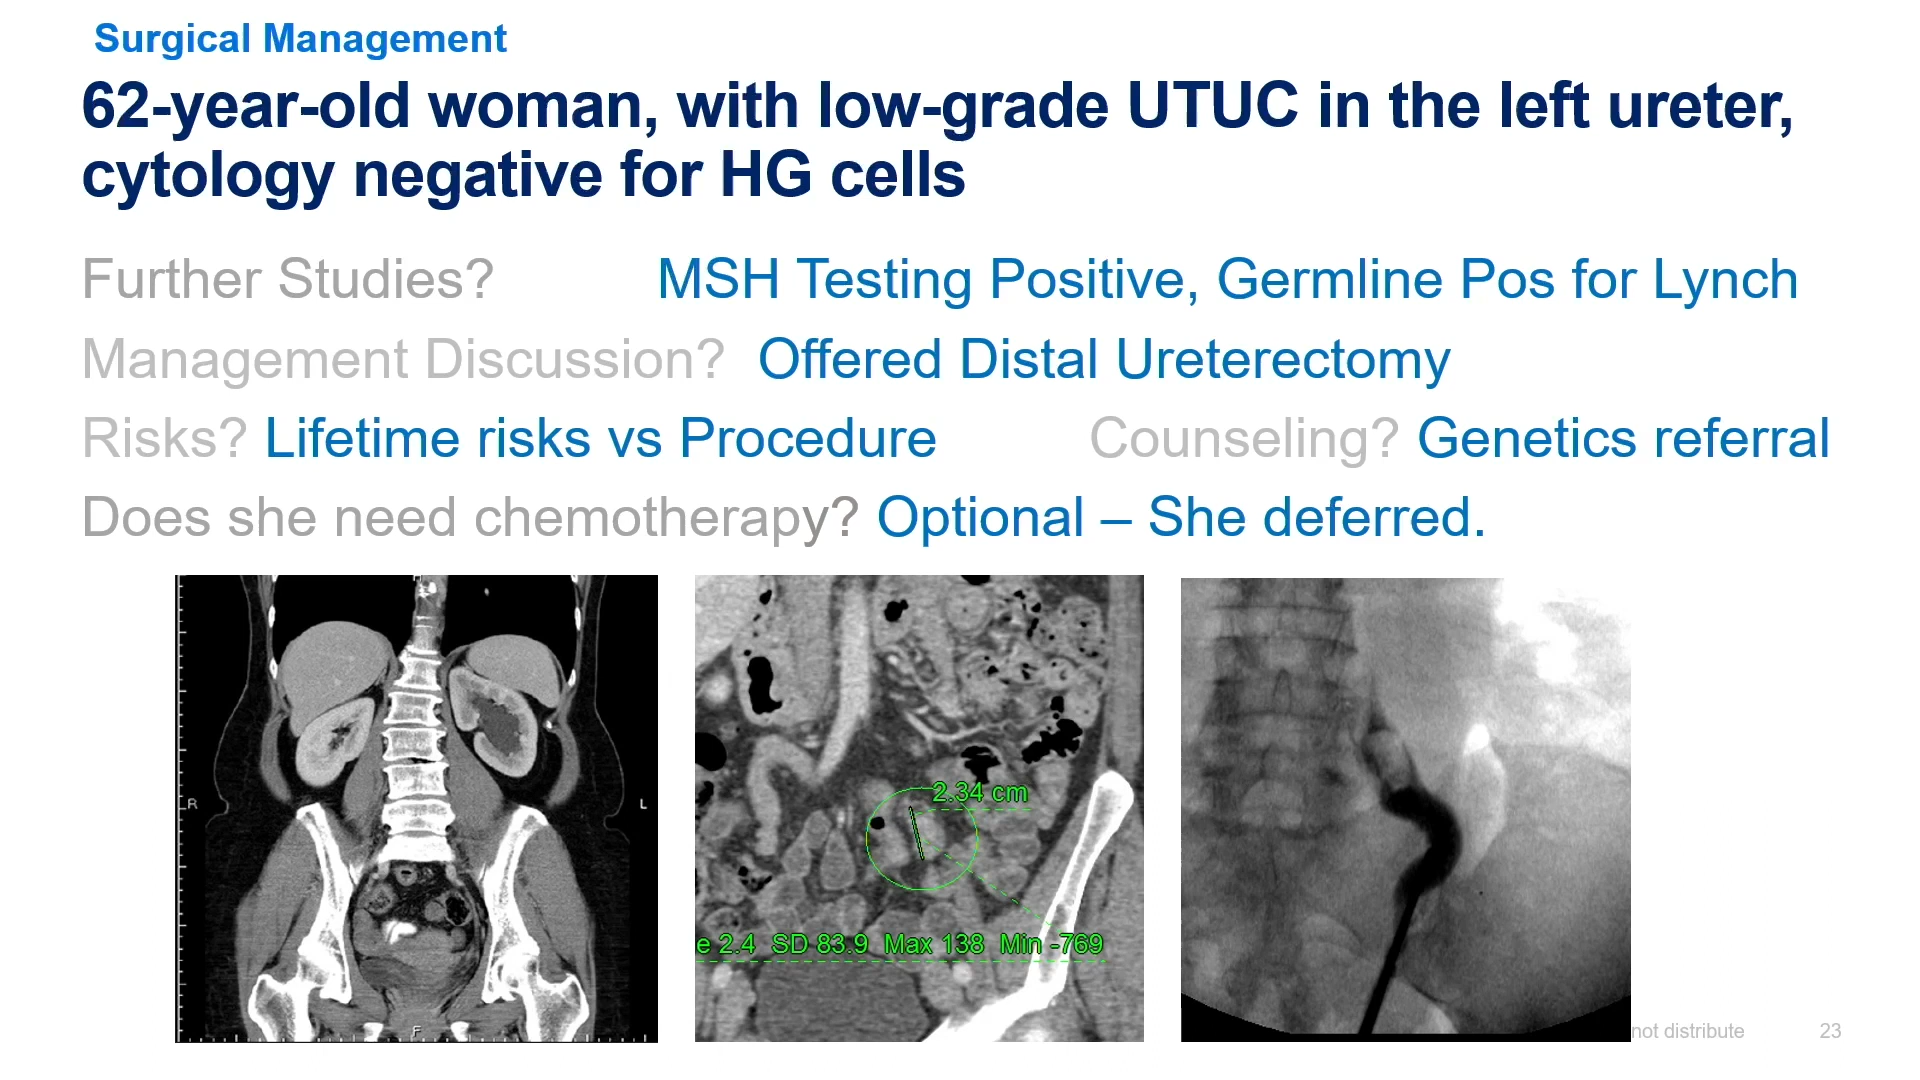 Surgical Management
62-year-old woman, with low-grade UTUC in the left ureter,
cytology negative for HG cells
Further Studies? MSH Testing Positive, Germline Pos for Lynch
Management Discussion? Offered Distal Ureterectomy
Risks? Lifetime risks vs Procedure Counseling? Genetics referral
Does she need chemotherapy? Optional – She deferred.
R
L
F
2.34 cm
e 2.4 SD 83.9 Max 138 Min -769
not distribute 23